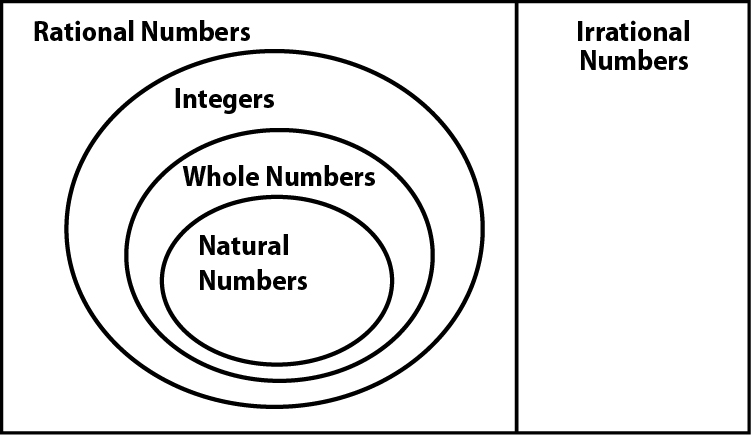 Rational Numbers
Irrational
Numbers
Integers
Whole Numbers
Natural
Numbers